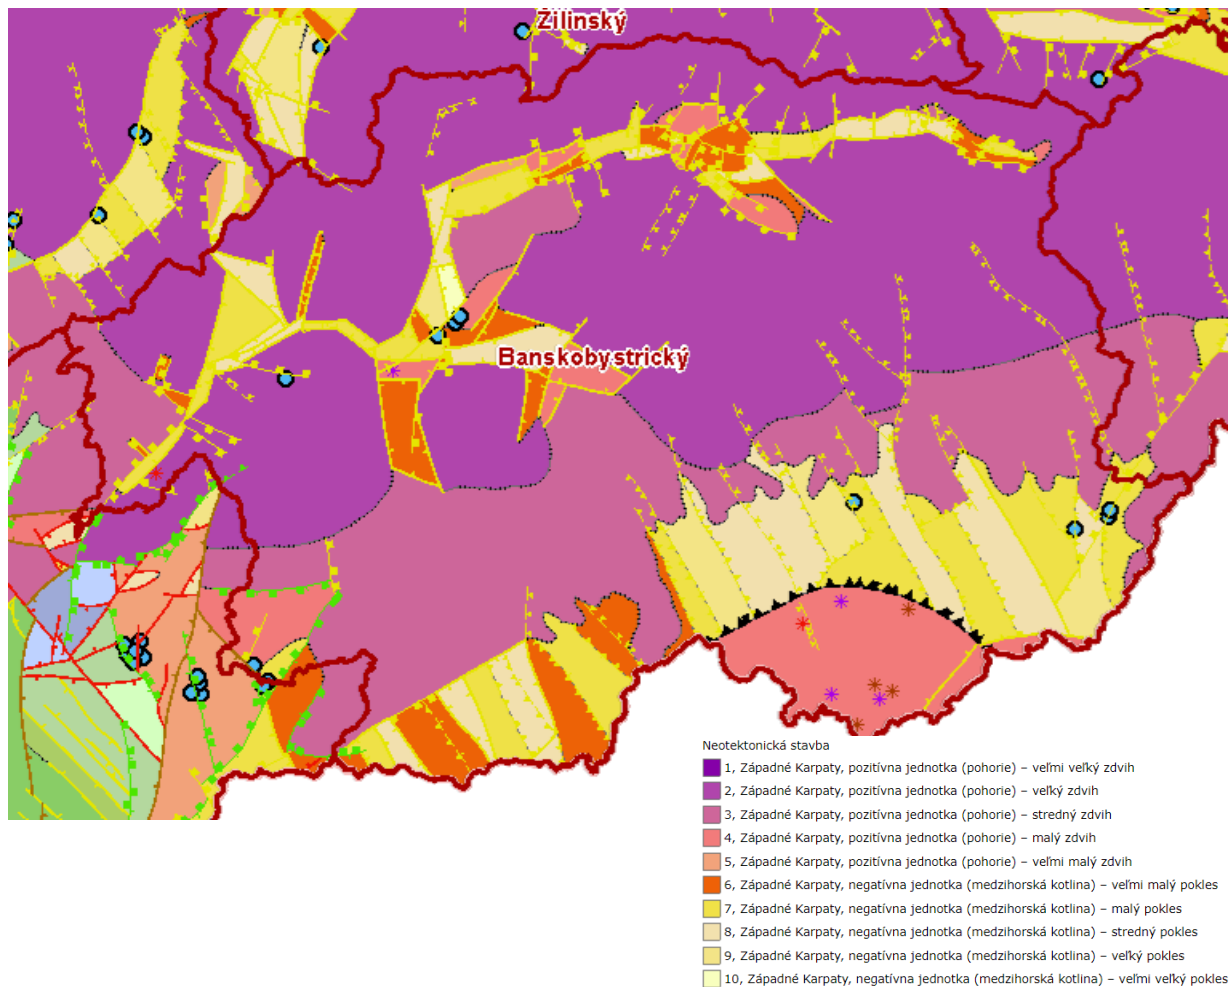 Žilinský
Banskobystrický
Neotektonická stavba
1, Západné Karpaty, pozitívna jednotka (pohorie) – veľmi veľký zdvih
2, Západné Karpaty, pozitívna jednotka (pohorie) – veľký zdvih
3, Západné Karpaty, pozitívna jednotka (pohorie) – stredný zdvih
4, Západné Karpaty, pozitívna jednotka (pohorie) – malý zdvih
5, Západné Karpaty, pozitívna jednotka (pohorie) – veľmi malý zdvih
6, Západné Karpaty, negatívna jednotka (medzihorská kotlina) – veľmi malý pokles
7, Západné Karpaty, negatívna jednotka (medzihorská kotlina) – malý pokles
8, Západné Karpaty, negatívna jednotka (medzihorská kotlina) – stredný pokles
9, Západné Karpaty, negatívna jednotka (medzihorská kotlina) – veľký pokles
10, Západné Karpaty, negatívna jednotka (medzihorská kotlina) – veľmi veľký pokles